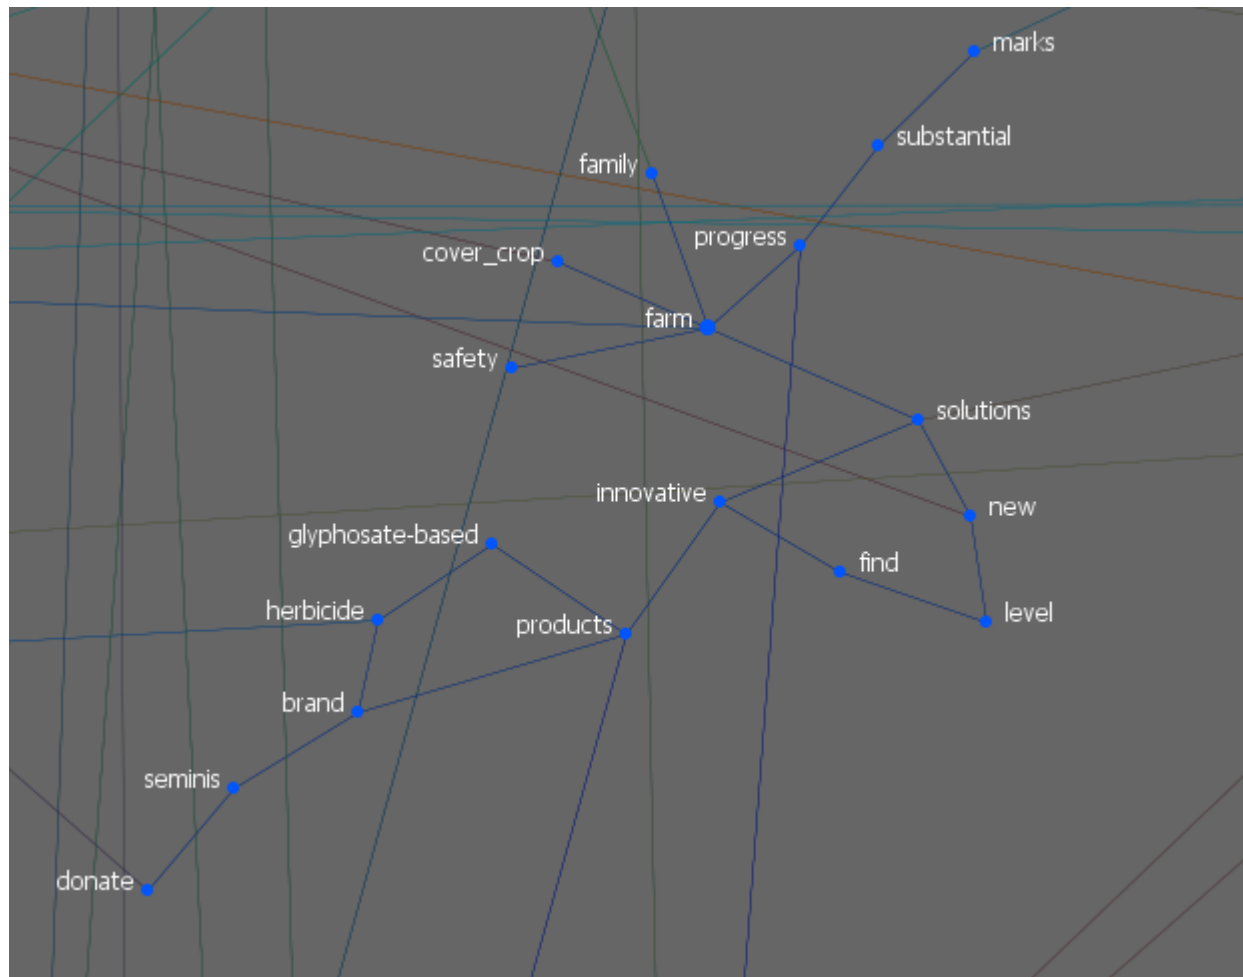 marks
substantial
family
progress
cover_crop
farm
safety
solutions
innovative
new
glyphosate-based
find
herbicide
level
products
brand
seminis
donate